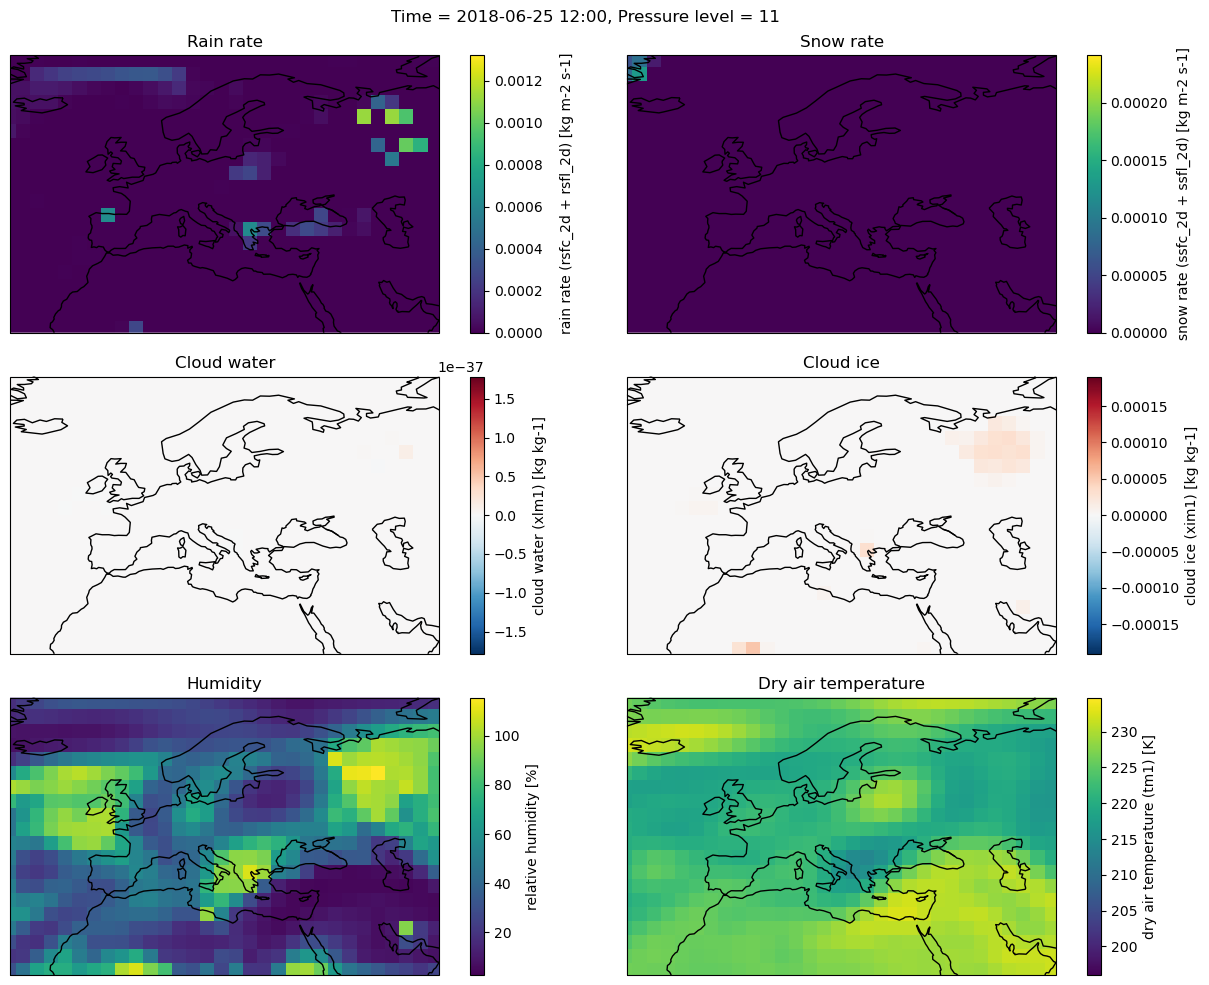 Time = 2018-06-25 12:00, Pressure level = 11
Rain rate
0.0012
0.0010
0.0008
0.0006
0.0004
0.0002
0.0000
rain rate (rsfc_2d + rsfl_2d) [kg m-2 s-1]
Snow rate
0.00020
0.00015
0.00010
0.00005
0.00000
snow rate (ssfc_2d + ssfl_2d) [kg m-2 s-1]
Cloud water
1e−37
1.5
1.0
0.5
0.0
−0.5
−1.0
−1.5
cloud water (xlm1) [kg kg-1]
Cloud ice
0.00015
0.00010
0.00005
0.00000
−0.00005
−0.00010
−0.00015
cloud ice (xim1) [kg kg-1]
Humidity
100
80
60
40
20
relative humidity [%]
Dry air temperature
230
225
220
215
210
205
200
dry air temperature (tm1) [K]